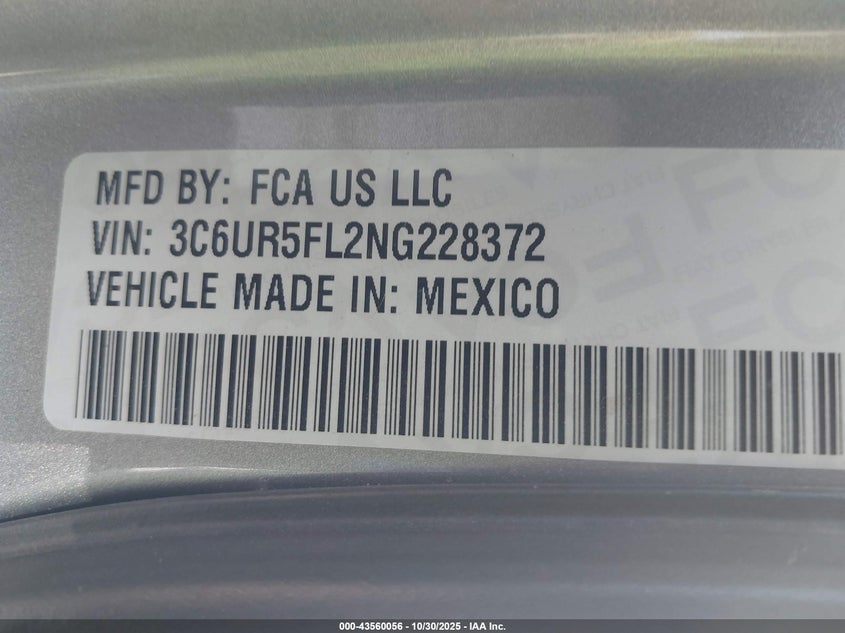 MFD BY: FCA US LLC
VIN: 3C6UR5FL2NG228372
VEHICLE MADE IN: MEXICO
000-43560056 - 10/30/2025 - IAA Inc.